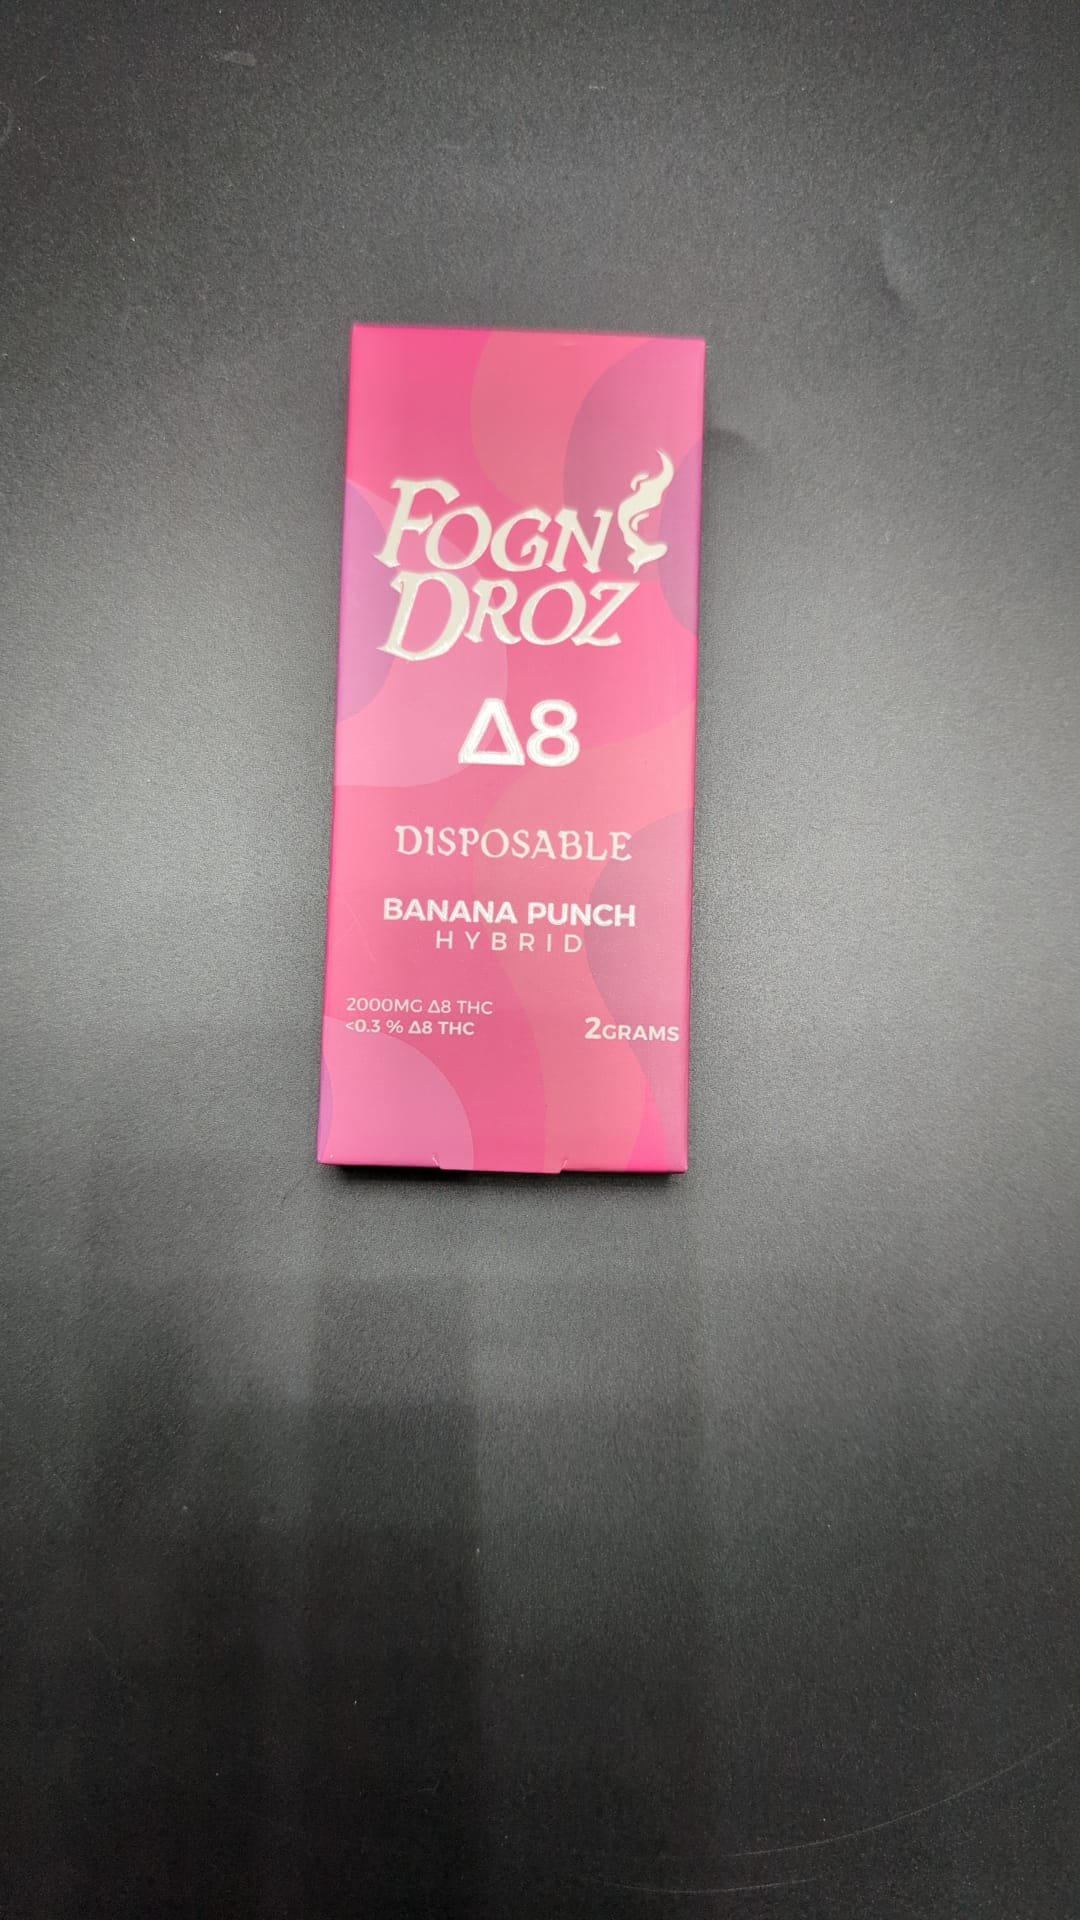 FOGN
DROZ
Δ8
DISPOSABLE
BANANA PUNCH
HYBRID
2000MG Δ8 THC
<0.3 % Δ8 THC
2GRAMS